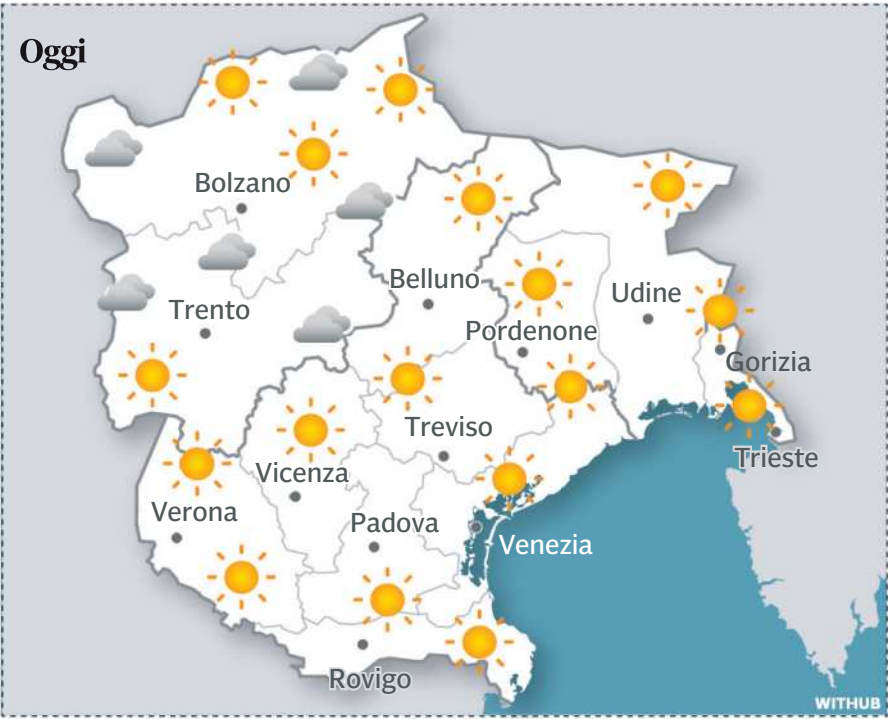 Oggi
Bolzano
Belluno
Udine
Trento
Pordenone
Gorizia
Treviso
Trieste
Vicenza
Verona
Padova
Venezia
Rovigo
WITHUB